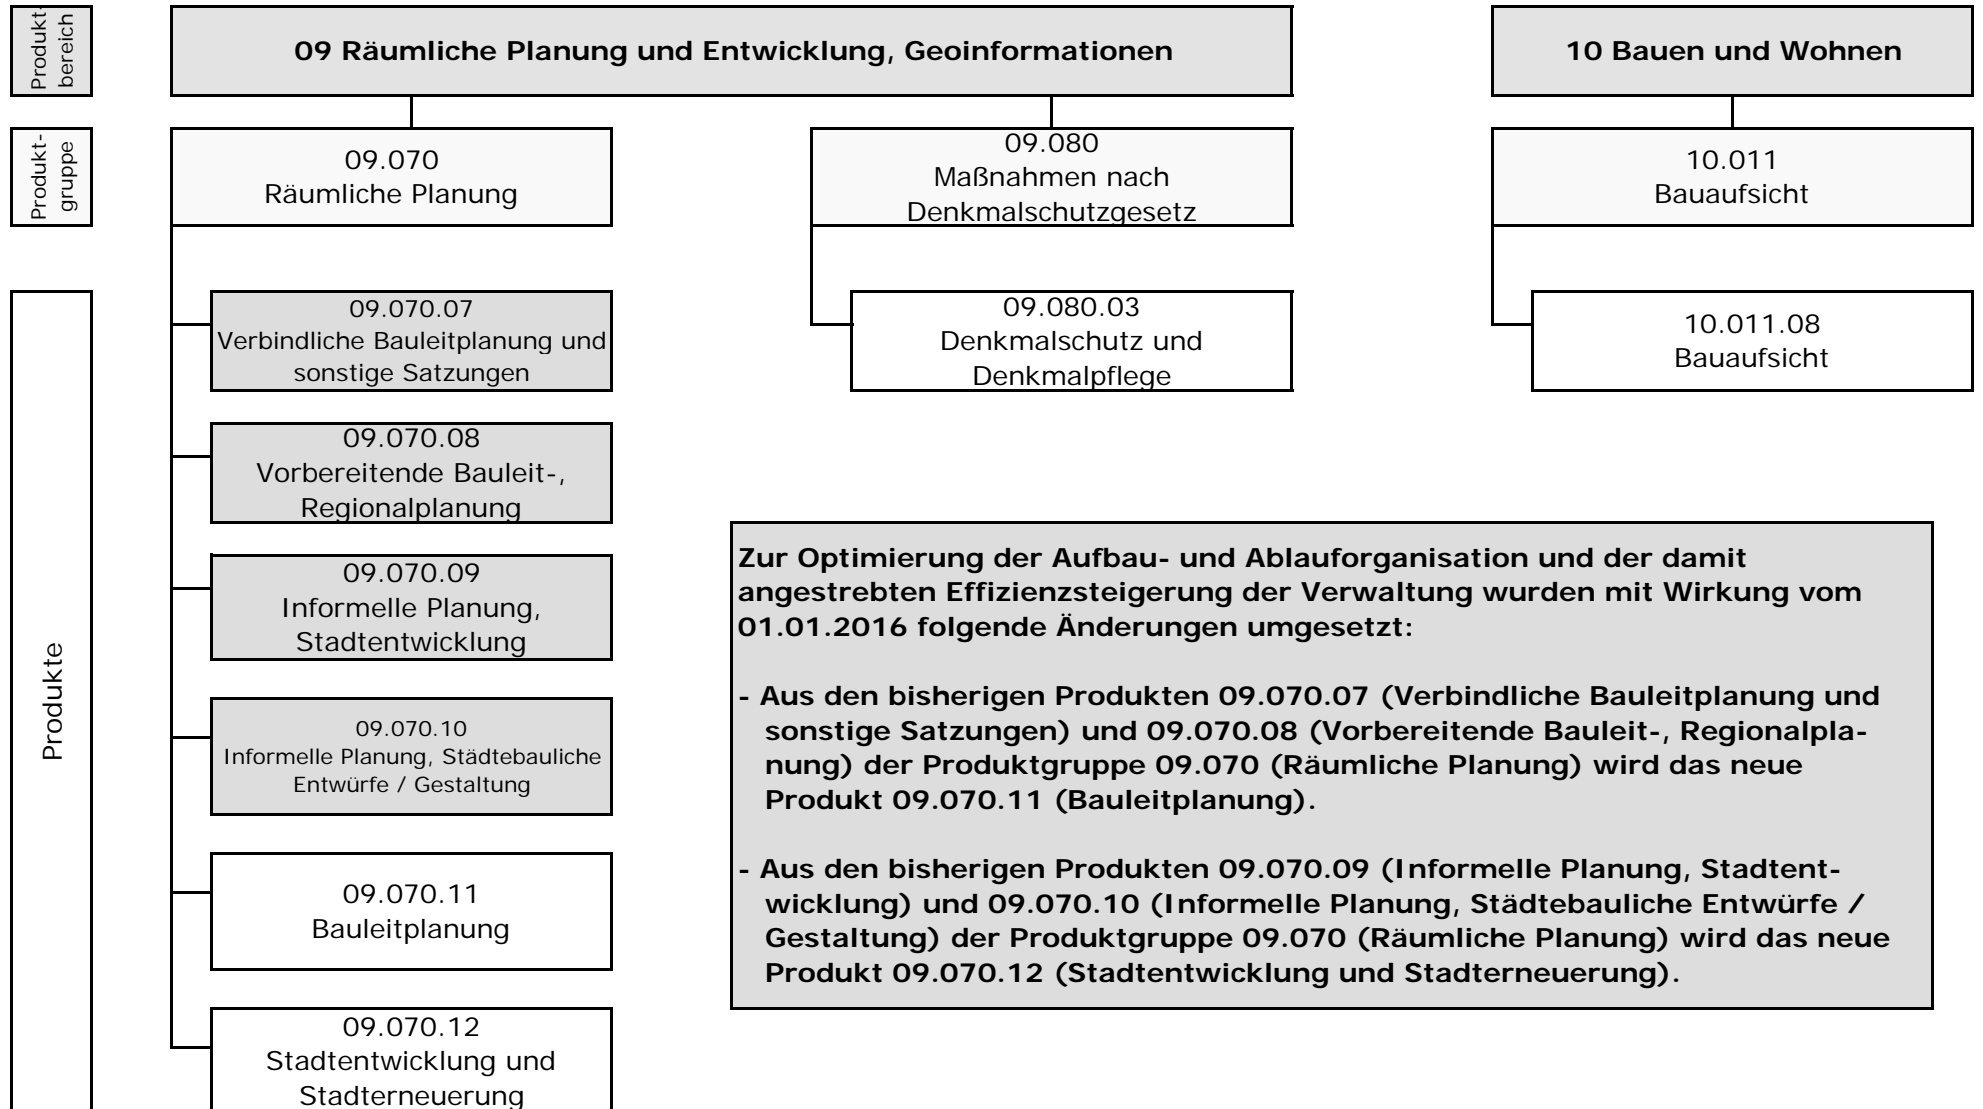 Produkt-
bereich
09 Räumliche Planung und Entwicklung, Geoinformationen
10 Bauen und Wohnen
Produkt-
gruppe
09.070
Räumliche Planung
09.080
Maßnahmen nach
Denkmalschutzgesetz
10.011
Bauaufsicht
Produkte
09.070.07
Verbindliche Bauleitplanung und
sonstige Satzungen
09.080.03
Denkmalschutz und
Denkmalpflege
10.011.08
Bauaufsicht
09.070.08
Vorbereitende Bauleit-,
Regionalplanung
09.070.09
Informelle Planung,
Stadtentwicklung
09.070.10
Informelle Planung, Städtebauliche
Entwürfe / Gestaltung
09.070.11
Bauleitplanung
09.070.12
Stadtentwicklung und
Stadterneuerung
Zur Optimierung der Aufbau- und Ablauforganisation und der damit
angestrebten Effizienzsteigerung der Verwaltung wurden mit Wirkung vom
01.01.2016 folgende Änderungen umgesetzt:
- Aus den bisherigen Produkten 09.070.07 (Verbindliche Bauleitplanung und
sonstige Satzungen) und 09.070.08 (Vorbereitende Bauleit-, Regionalpla-
nung) der Produktgruppe 09.070 (Räumliche Planung) wird das neue
Produkt 09.070.11 (Bauleitplanung).
- Aus den bisherigen Produkten 09.070.09 (Informelle Planung, Stadtent-
wicklung) und 09.070.10 (Informelle Planung, Städtebauliche Entwürfe /
Gestaltung) der Produktgruppe 09.070 (Räumliche Planung) wird das neue
Produkt 09.070.12 (Stadtentwicklung und Stadterneuerung).